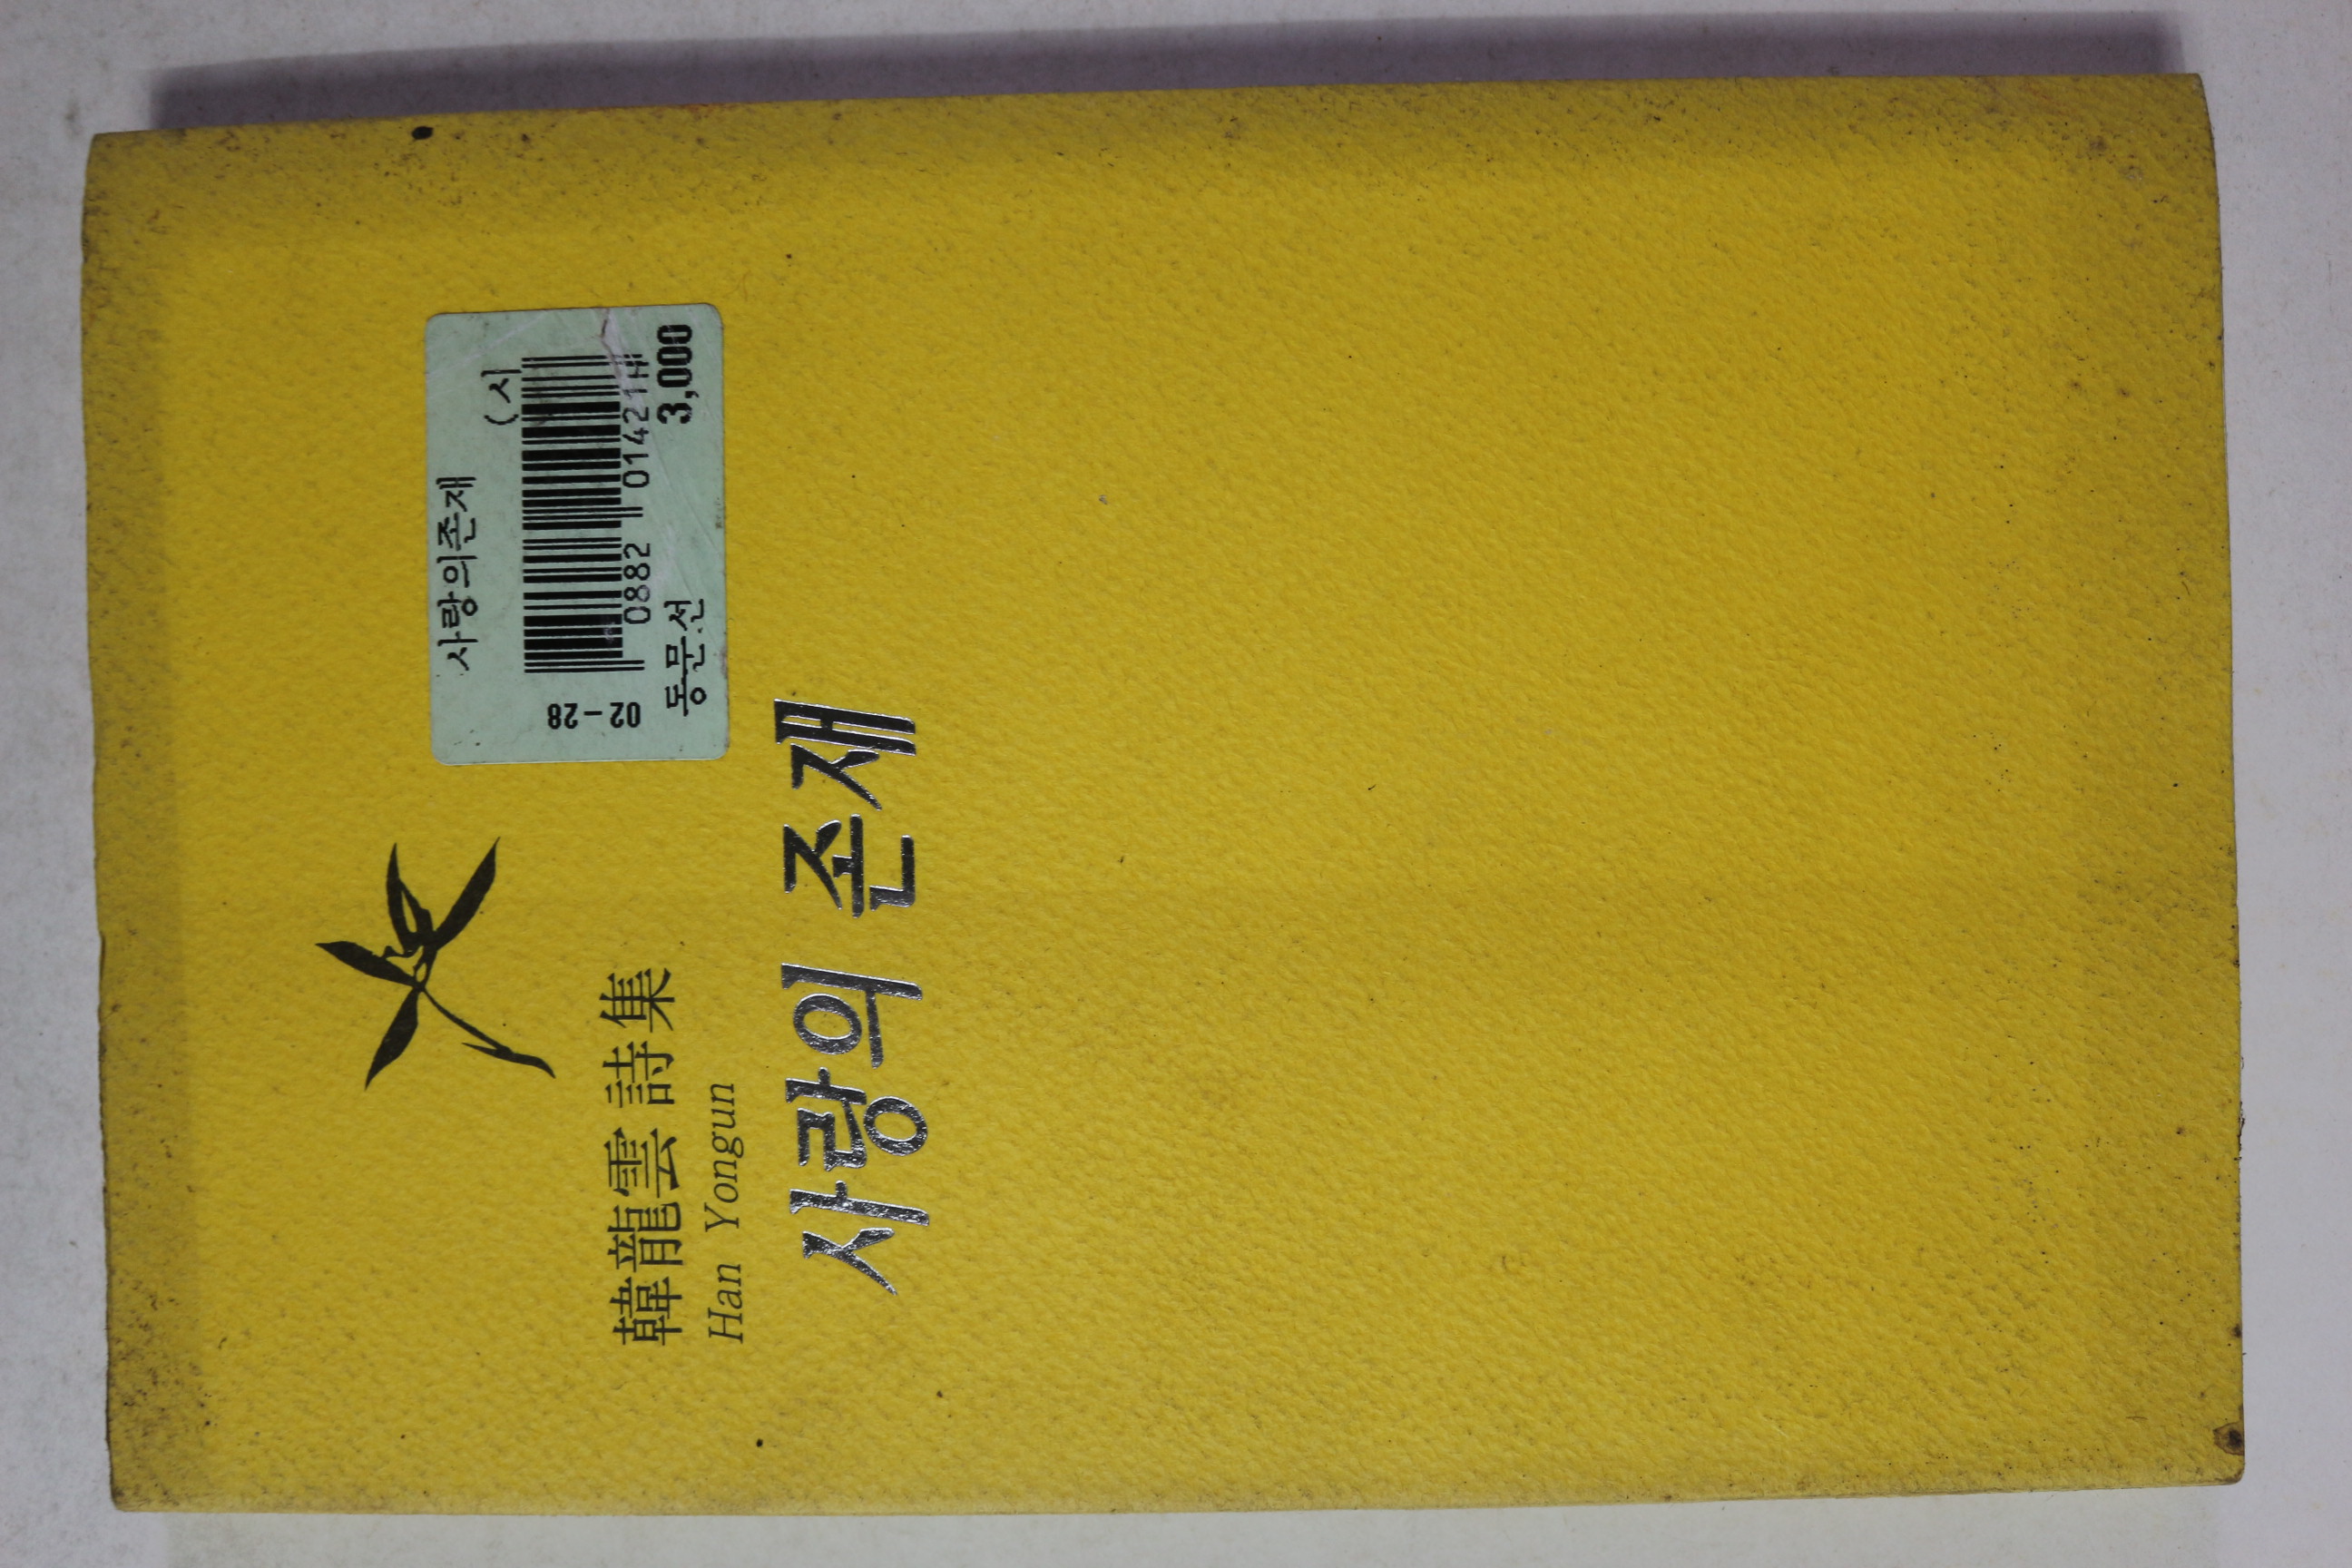 사랑의존재
(시
02-28
0882 014214
동문선 3,000
韓龍雲 詩集
Han Yongun
사랑의 존재